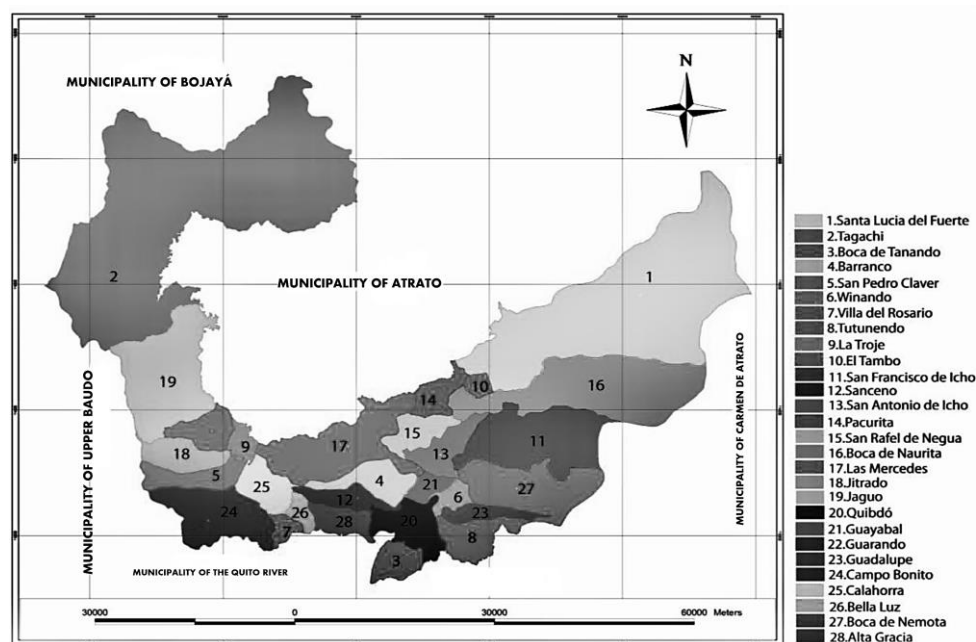 MUNICIPALITY OF BOJAYÁ
N
MUNICIPALITY OF ATRATO
MUNICIPALITY OF UPPER BAUDO
MUNICIPALITY OF CARMEN DE ATRATO
MUNICIPALITY OF THE QUITO RIVER
2
1
19
10
16
14
15
17
9
13
11
18
5
4
21
27
25
6
12
24
26
28
20
23
7
8
3
30000 0 30000 60000 Meters
1.Santa Lucia del Fuerte
2.Tagachi
3.Boca de Tanando
4.Barranco
5.San Pedro Claver
6.Winando
7.Villa del Rosario
8.Tutunendo
9.La Troje
10.El Tambo
11.San Francisco de Icho
12.Sanceno
13.San Antonio de Icho
14.Pacurita
15.San Rafel de Negua
16.Boca de Naurita
17.Las Mercedes
18.Jitrado
19.Jaguo
20.Quibdó
21.Guayabal
22.Guarando
23.Guadalupe
24.Campo Bonito
25.Calahorra
26.Bella Luz
27.Boca de Nemota
28.Alta Gracia